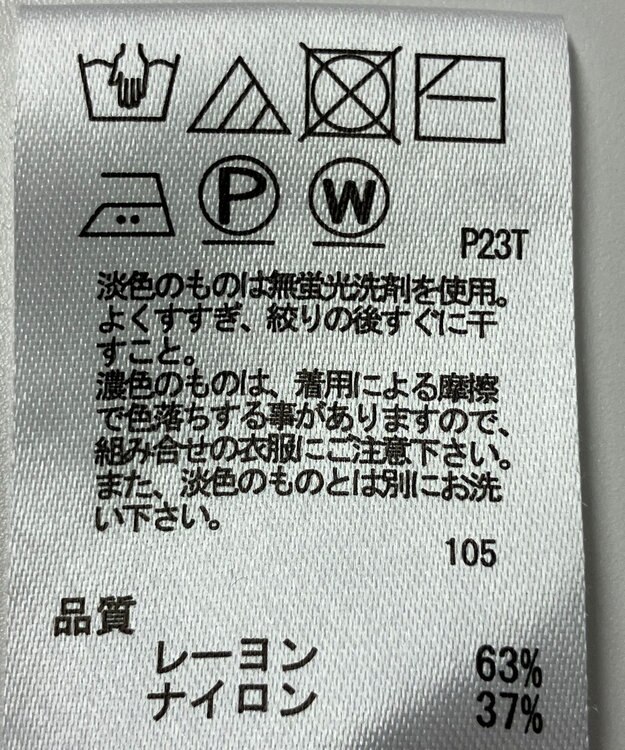 P W
P23T
淡色のものは無蛍光洗剤を使用。
よくすすぎ、絞りの後すぐに干
すこと。
濃色のものは、着用による摩擦
で色落ちする事がありますので、
組み合せの衣服にご注意下さい。
また、淡色のものとは別にお洗
い下さい。
105
品質
レーヨン 63%
ナイロン 37%